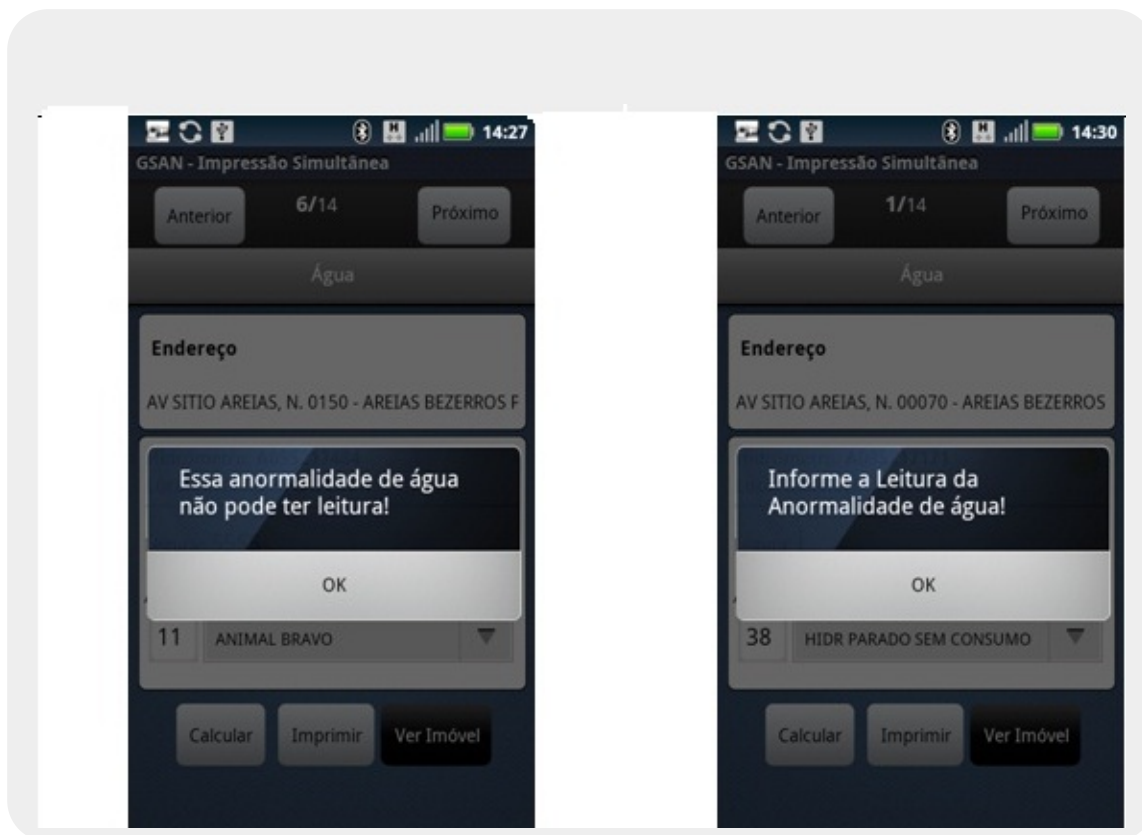 14:27
GSAN - Impressão Simultânea
Anterior 6/14 Próximo
Água
Endereço
AV SITIO AREIAS, N. 0150 - AREIAS BEZERROS F
Essa anormalidade de água
não pode ter leitura!
OK
11 ANIMAL BRAVO
Calcular Imprimir Ver Imóvel
14:30
GSAN - Impressão Simultânea
Anterior 1/14 Próximo
Água
Endereço
AV SITIO AREIAS, N. 00070 - AREIAS BEZERROS
Informe a Leitura da
Anormalidade de água!
OK
38 HIDR PARADO SEM CONSUMO
Calcular Imprimir Ver Imóvel